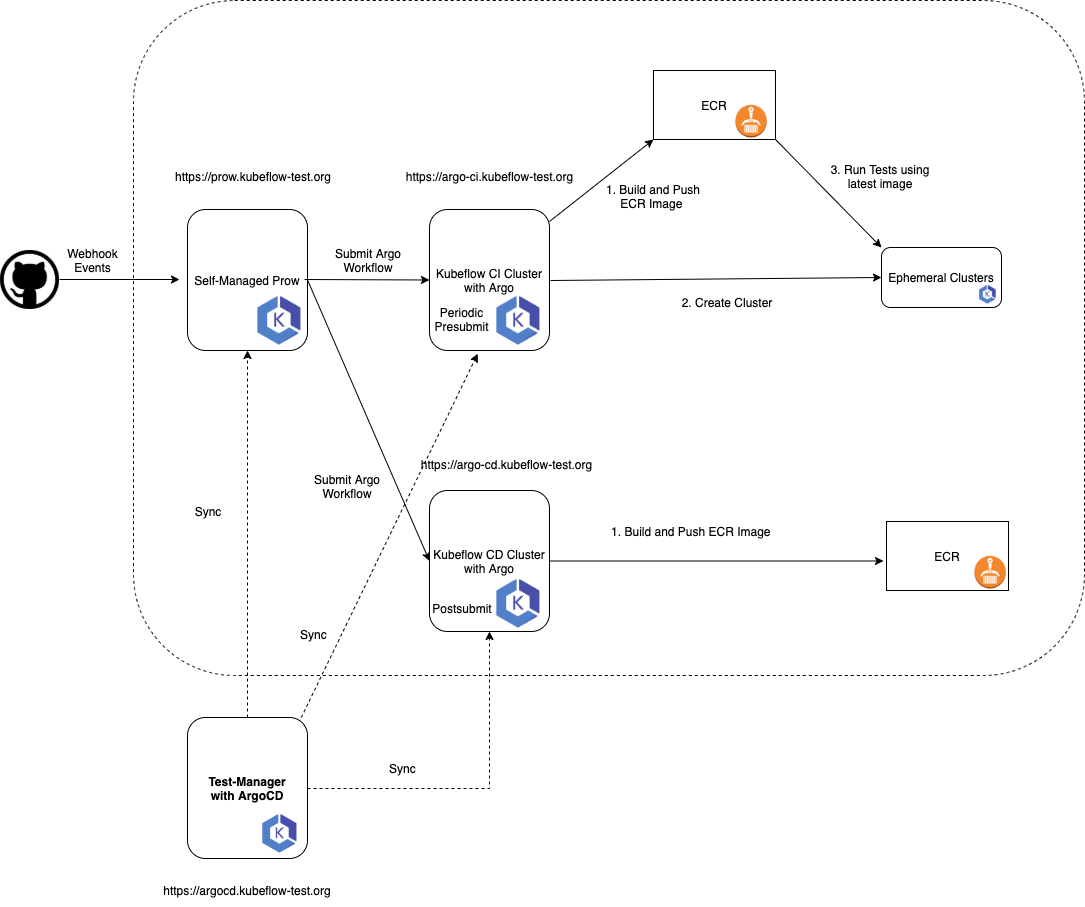 ECR
https://prow.kubeflow-test.org
https://argo-ci.kubeflow-test.org
3. Run Tests using
latest image
1. Build and Push
ECR Image
Webhook
Events
Submit Argo
Workflow
Self-Managed Prow
K
Kubeflow CI Cluster
with Argo
Periodic
Presubmit
K
2. Create Cluster
Ephemeral Clusters
K
https://argo-cd.kubeflow-test.org
Submit Argo
Workflow
Sync
Kubeflow CD Cluster
with Argo
Postsubmit
K
1. Build and Push ECR Image
ECR
Sync
Sync
Test-Manager
with ArgoCD
K
https://argocd.kubeflow-test.org